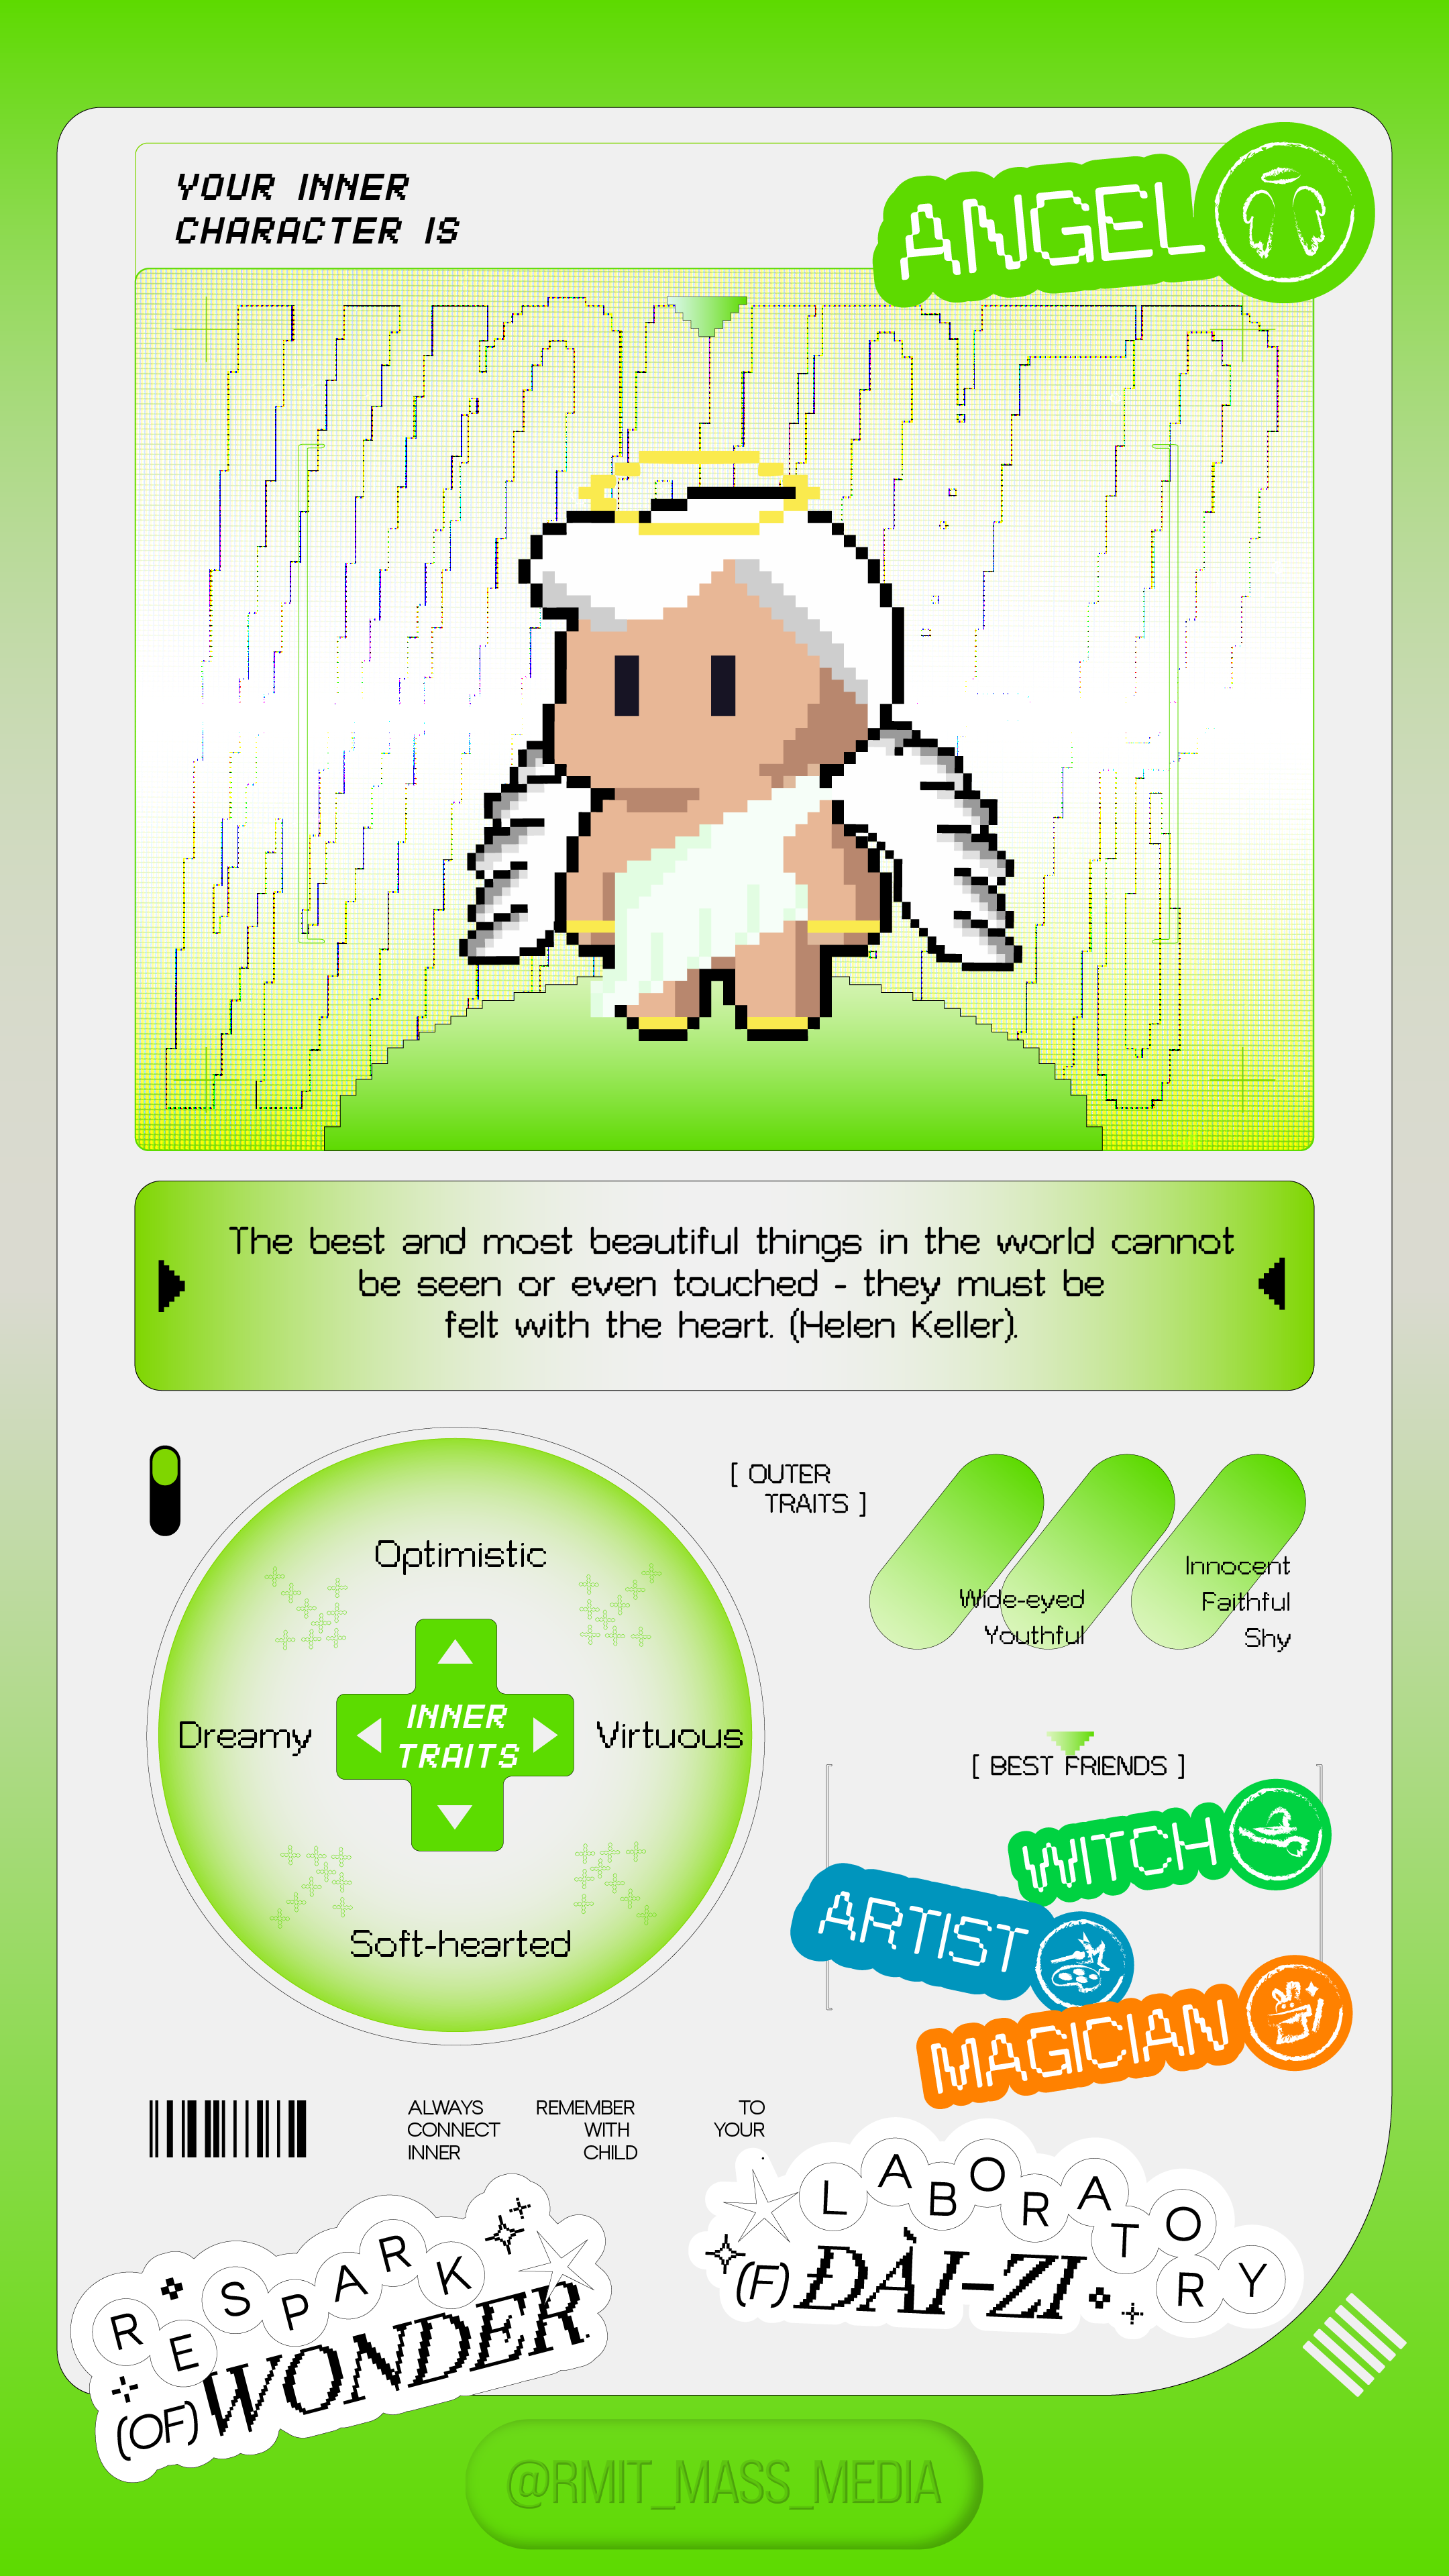 YOUR INNER
CHARACTER IS
ANGEL
The best and most beautiful things in the world cannot
be seen or even touched - they must be
felt with the heart. (Helen Keller).
Optimistic
Dreamy
INNER
TRAITS
Virtuous
Soft-hearted
[ OUTER
TRAITS ]
Wide-eyed
Youthful
Innocent
Faithful
Shy
[ BEST FRIENDS ]
WITCH
ARTIST
MAGICIAN
ALWAYS REMEMBER TO
CONNECT WITH YOUR
INNER CHILD
RESPARK
(OF) WONDER
LABORATORY
(F) ĐÀI-ZI
@RMIT_MASS_MEDIA